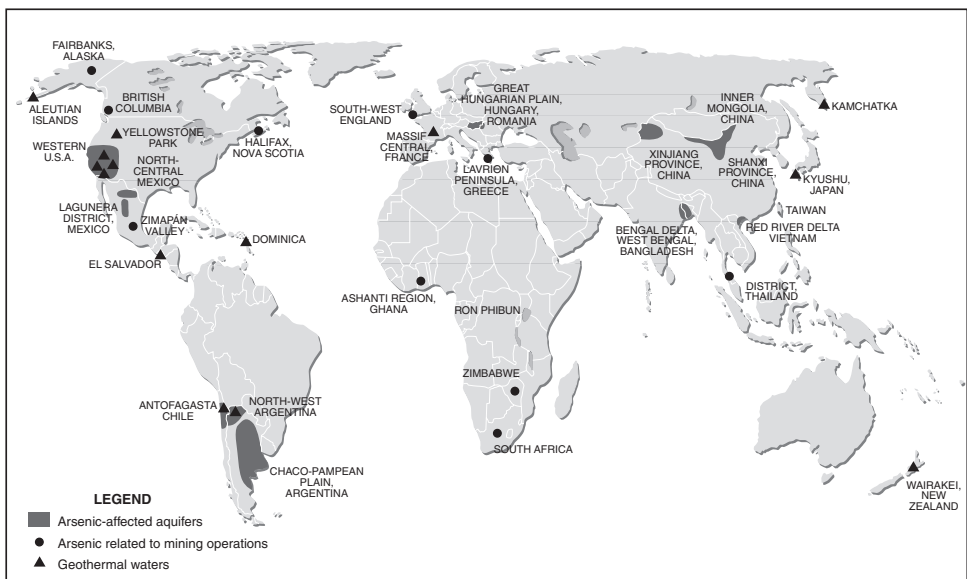 FAIRBANKS,
ALASKA
ALEUTIAN
ISLANDS
BRITISH
COLUMBIA
YELLOWSTONE
PARK
WESTERN
U.S.A.
NORTH-
CENTRAL
MEXICO
HALIFAX,
NOVA SCOTIA
LAGUNERA
DISTRICT,
MEXICO
ZIMAPÁN
VALLEY
EL SALVADOR
DOMINICA
SOUTH-WEST
ENGLAND
GREAT
HUNGARIAN PLAIN,
HUNGARY,
ROMANIA
MASSIF
CENTRAL,
FRANCE
LAVRION
PENINSULA,
GREECE
INNER
MONGOLIA,
CHINA
KAMCHATKA
XINJIANG
PROVINCE,
CHINA
SHANXI
PROVINCE,
CHINA
KYUSHU,
JAPAN
TAIWAN
BENGAL DELTA,
WEST BENGAL,
BANGLADESH
RED RIVER DELTA
VIETNAM
DISTRICT,
THAILAND
ASHANTI REGION,
GHANA
RON PHIBUN
ZIMBABWE
SOUTH AFRICA
ANTOFAGASTA
CHILE
NORTH-WEST
ARGENTINA
CHACO-PAMPEAN
PLAIN,
ARGENTINA
WAIRAKEI,
NEW
ZEALAND
LEGEND
Arsenic-affected aquifers
Arsenic related to mining operations
Geothermal waters